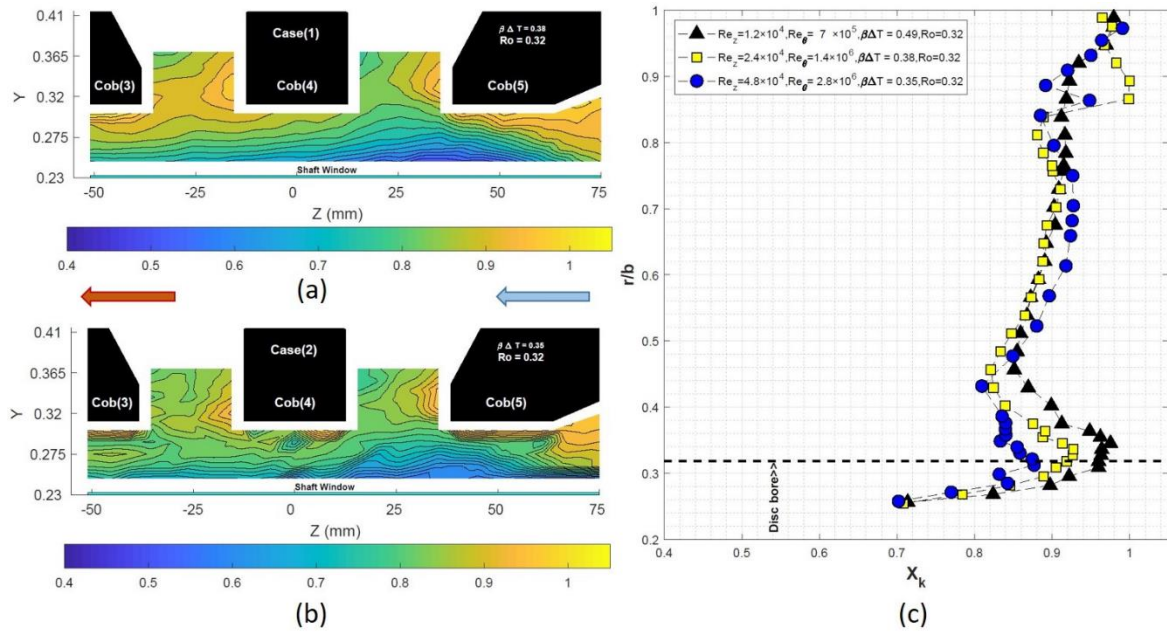 0.41
0.365
0.32
0.275
0.23
Y
Case(1)
β Δ T = 0.38
Ro = 0.32
Cob(3)
Cob(4)
Cob(5)
Shaft Window
-50
-25
0
25
50
75
Z (mm)
0.4
0.5
0.6
0.7
0.8
0.9
1
(a)
0.41
0.365
0.32
0.275
0.23
Y
Case(2)
β Δ T = 0.35
Ro = 0.32
Cob(3)
Cob(4)
Cob(5)
Shaft Window
-50
-25
0
25
50
75
Z (mm)
0.4
0.5
0.6
0.7
0.8
0.9
1
(b)
(c)
Re_z=1.2×10^4,Re_θ= 7 ×10^5,βΔT = 0.49,Ro=0.32
Re_z=2.4×10^4,Re_θ=1.4×10^6,βΔT = 0.38,Ro=0.32
Re_z=4.8×10^4,Re_θ= 2.8×10^6,βΔT = 0.35,Ro=0.32
1
0.9
0.8
0.7
0.6
0.5
0.4
0.3
0.2
r/b
Disc bore>>
0.4
0.5
0.6
0.7
0.8
0.9
1
X_k
(c)